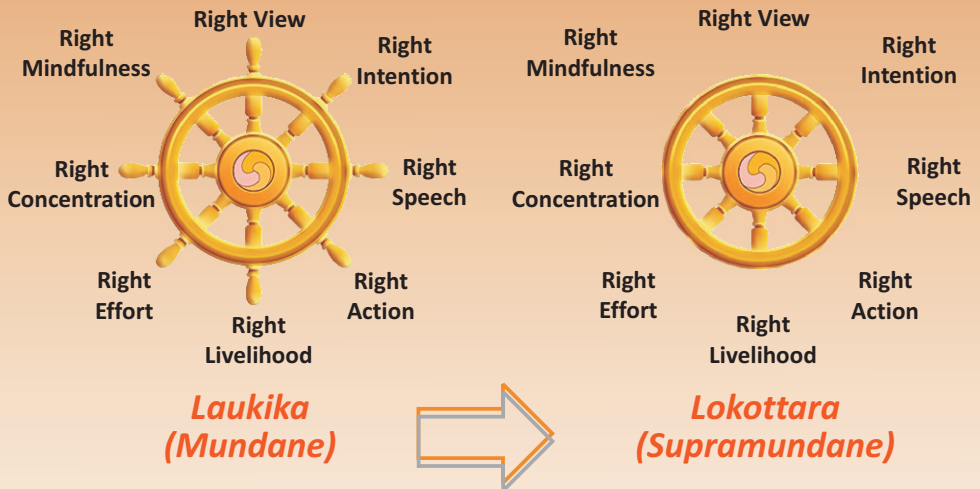 Right View
Right
Intention
Right
Speech
Right
Action
Right
Livelihood
Right
Effort
Right
Concentration
Right
Mindfulness
Laukika
(Mundane)
Right View
Right
Intention
Right
Speech
Right
Action
Right
Livelihood
Right
Effort
Right
Concentration
Right
Mindfulness
Lokottara
(Supramundane)